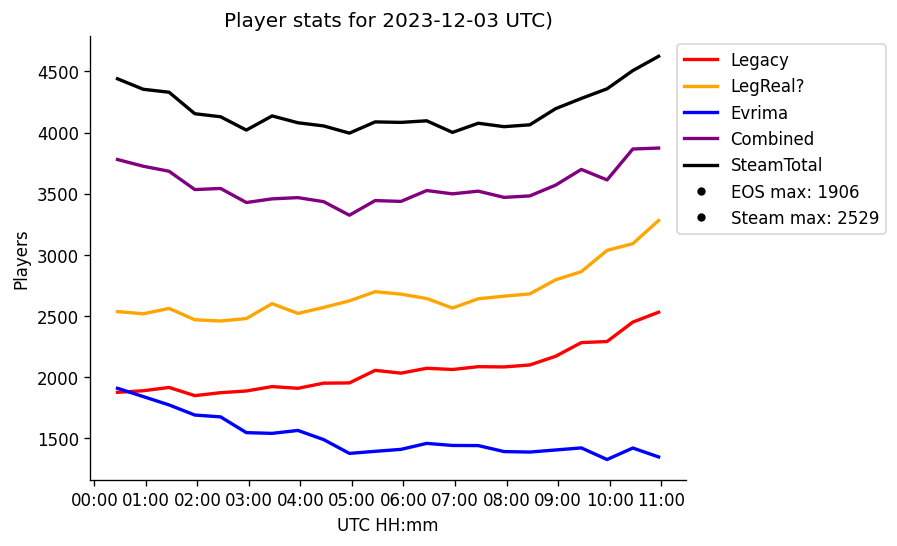 Player stats for 2023-12-03 UTC)
Legacy
LegReal?
Evrima
Combined
SteamTotal
EOS max: 1906
Steam max: 2529
Players
4500
4000
3500
3000
2500
2000
1500
00:00 01:00 02:00 03:00 04:00 05:00 06:00 07:00 08:00 09:00 10:00 11:00
UTC HH:mm